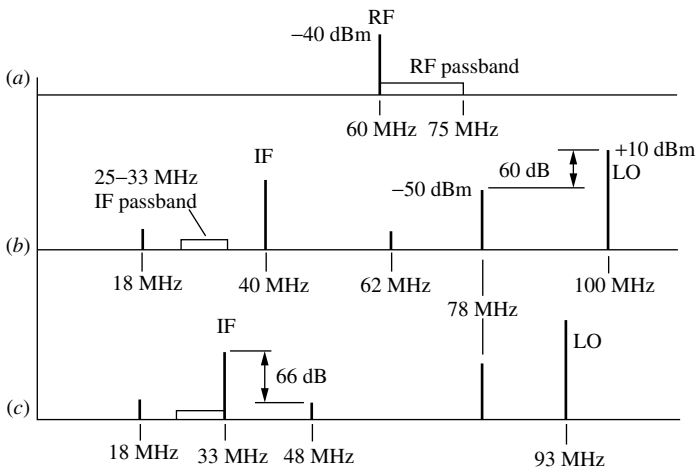 RF
−40 dBm
(a)
RF passband
60 MHz
75 MHz
IF
+10 dBm
60 dB
LO
25–33 MHz
IF passband
−50 dBm
(b)
18 MHz
40 MHz
62 MHz
78 MHz
100 MHz
IF
LO
66 dB
(c)
18 MHz
33 MHz
48 MHz
93 MHz